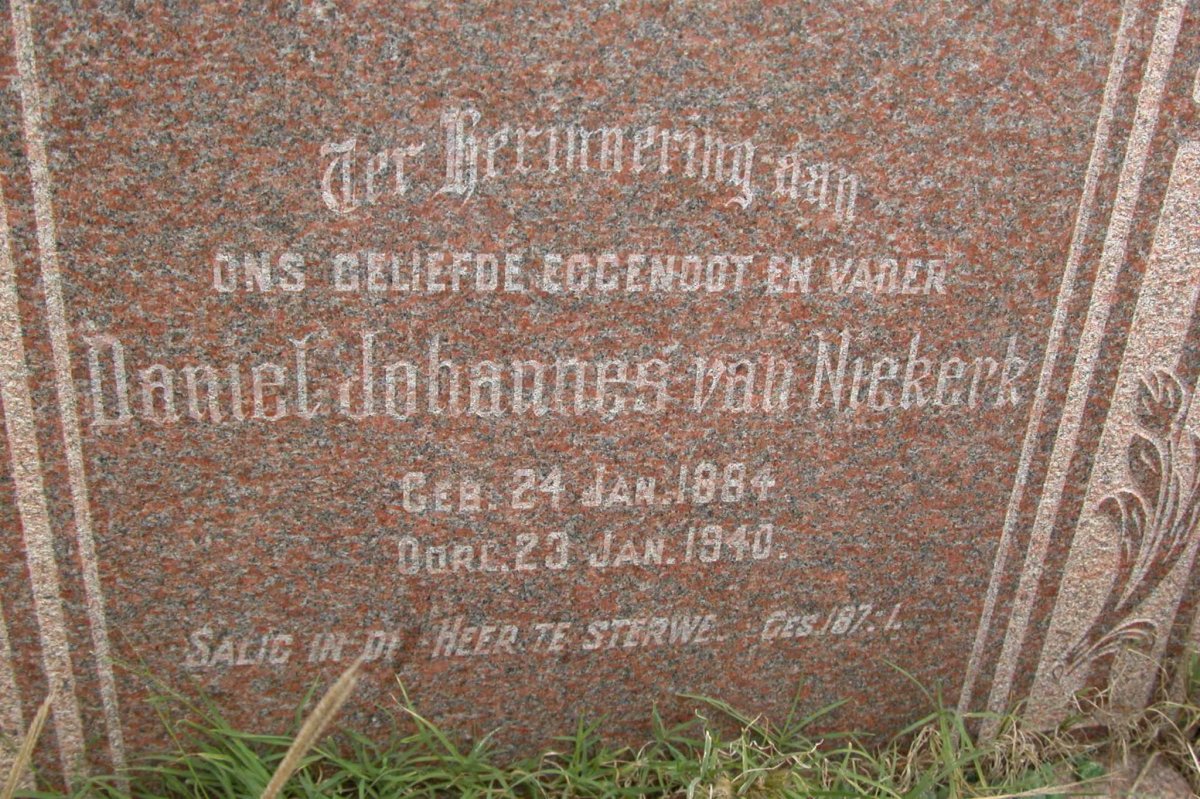 Ter Herinnering aan
ONS GELIEFDE EGGENOOT EN VADER
Daniel Johannes van Niekerk
GEB. 24 JAN. 1884
OORL. 23 JAN. 1940.
SALIG IN DI HEER TE STERWE. GES. 187:1.